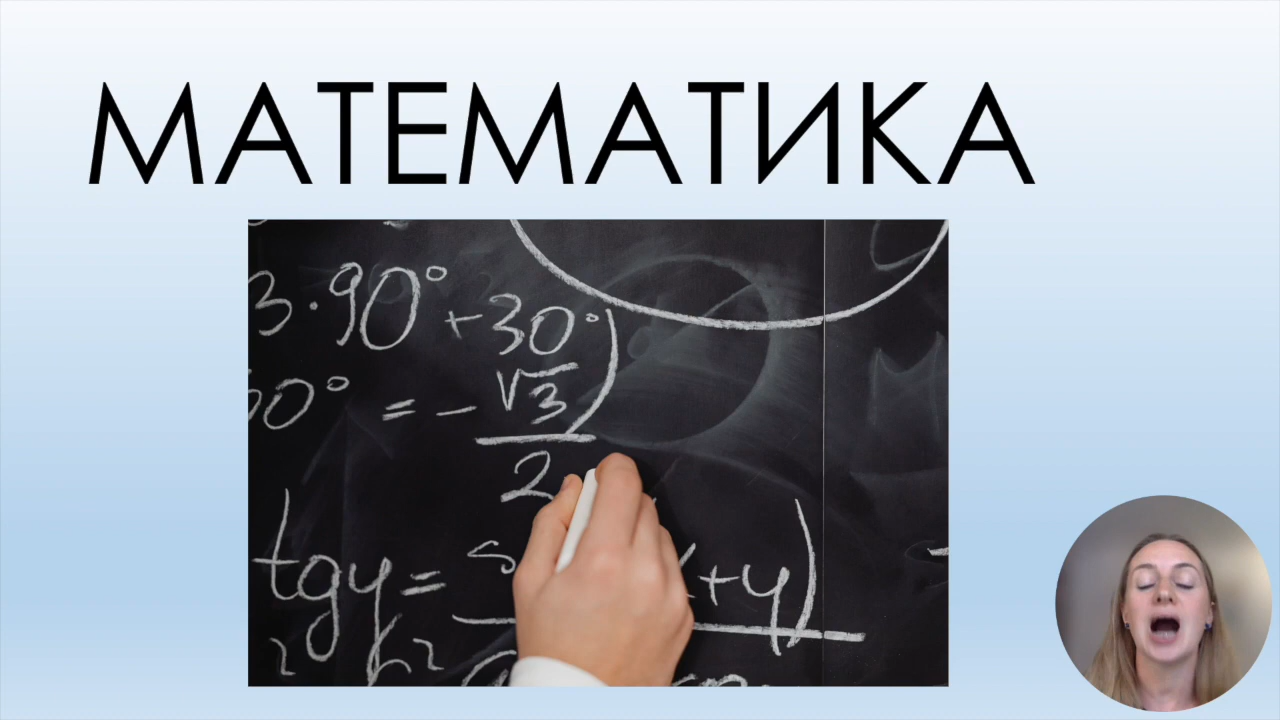 МАТЕМАТИКА
3·90°+30°)
0° = - √3/2
tgy =
+y)